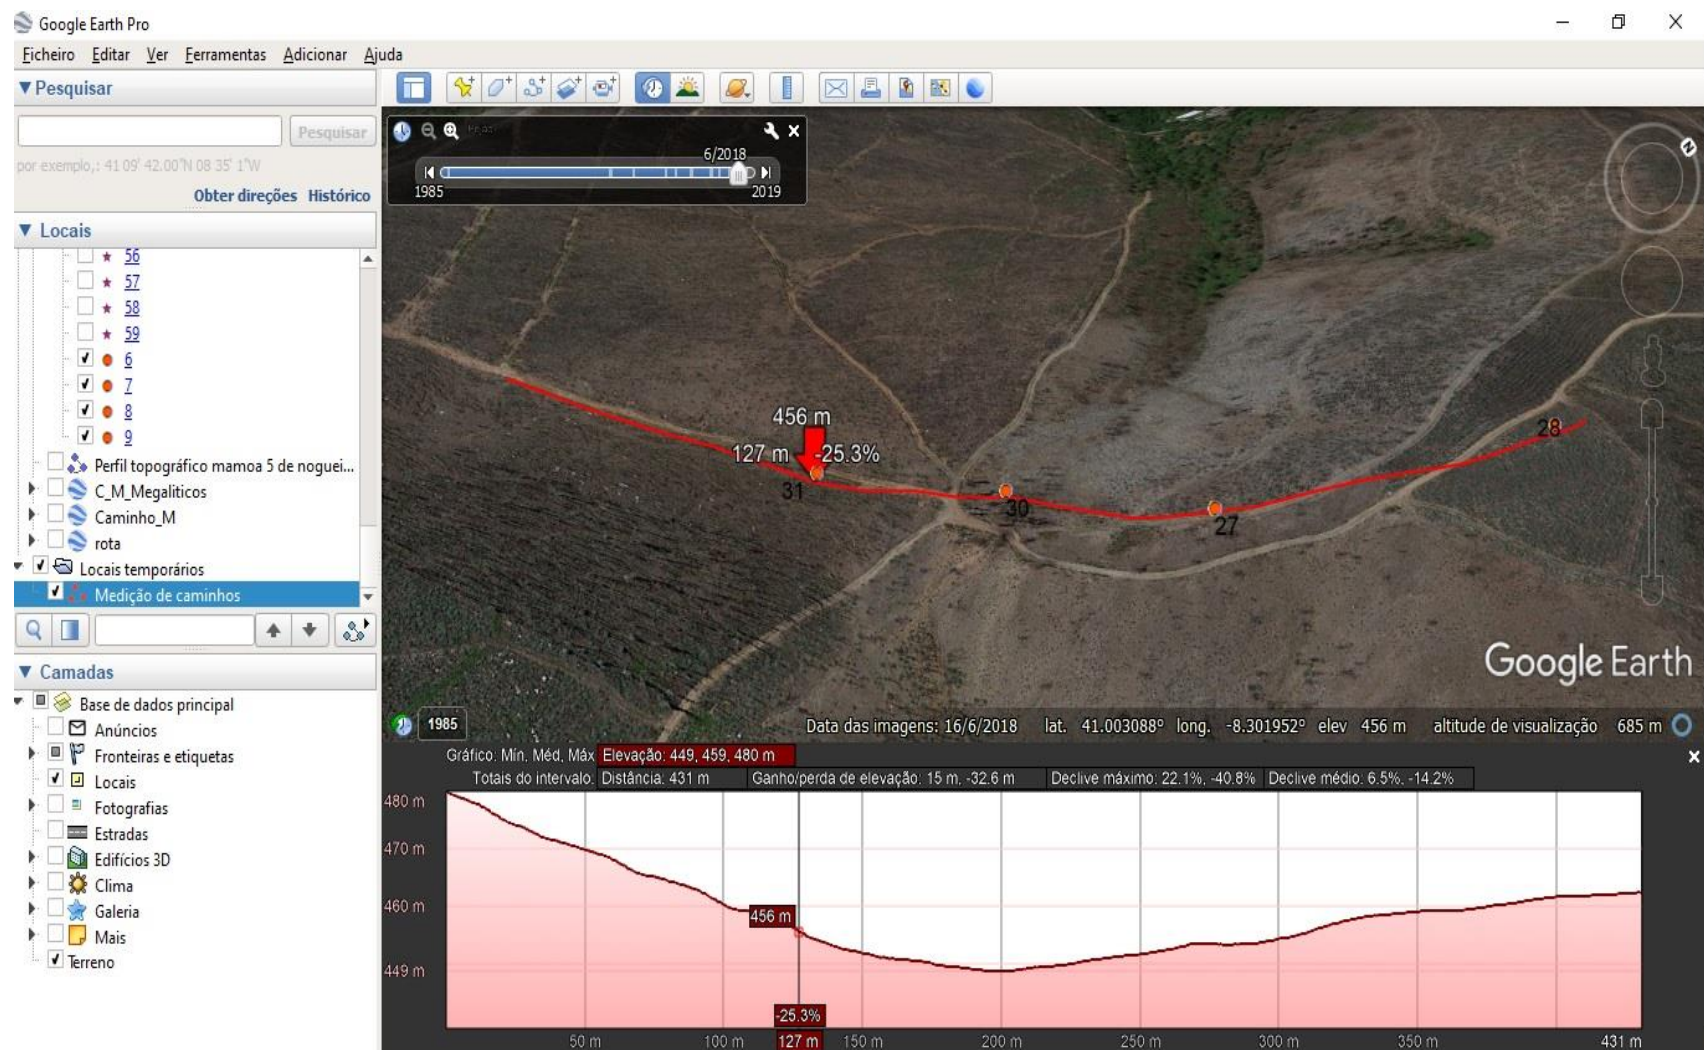 Google Earth Pro
Ficheiro Editar Ver Ferramentas Adicionar Ajuda
Pesquisar
Pesquisar
por exemplo,: 41 09' 42.00"N 08 35' 1"W
Obter direções Histórico
Locais
56
57
58
59
6
7
8
9
Perfil topográfico mamoa 5 de noguei...
C_M_Megaliticos
Caminho_M
rota
Locais temporários
Medição de caminhos
Camadas
Base de dados principal
Anúncios
Fronteiras e etiquetas
Locais
Fotografias
Estradas
Edifícios 3D
Clima
Galeria
Mais
Terreno
6/2018
1985 2019
N
456 m
127 m -25.3%
31
30
27
28
Google Earth
1985
Data das imagens: 16/6/2018 lat. 41.003088° long. -8.301952° elev 456 m altitude de visualização 685 m
Gráfico: Mín, Méd, Máx Elevação: 449, 459, 480 m
Totais do intervalo: Distância: 431 m Ganho/perda de elevação: 15 m, -32.6 m Declive máximo: 22.1%, -40.8% Declive médio: 6.5%, -14.2%
480 m
470 m
460 m
449 m
456 m
-25.3%
50 m 100 m 127 m 150 m 200 m 250 m 300 m 350 m 431 m